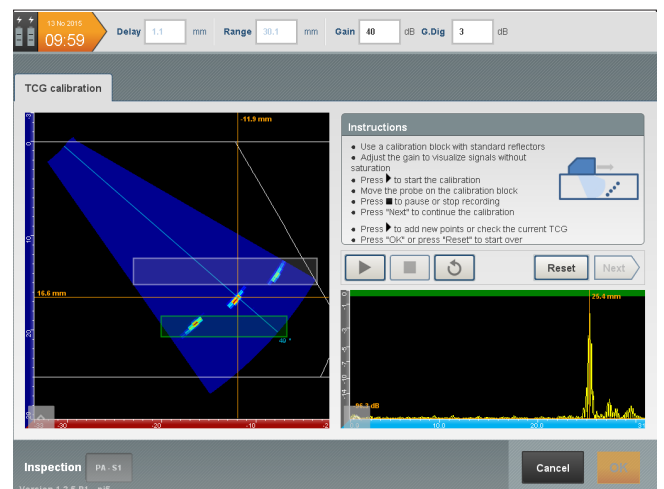 13 No 2015
09:59
Delay 1.1 mm Range 30.1 mm Gain 40 dB G.Dig 3 dB
TCG calibration
-11.9 mm
16.6 mm
49 °
-30 -20 -10
Instructions
● Use a calibration block with standard reflectors
● Adjust the gain to visualize signals without
saturation
● Press ▶ to start the calibration
● Move the probe on the calibration block
● Press ■ to pause or stop recording
● Press "Next" to continue the calibration
● Press ▶ to add new points or check the current TCG
● Press "OK" or press "Reset" to start over
Reset Next
25.4 mm
-96.3 dB
10.0 20.0 31
Inspection PA - S1
Cancel OK